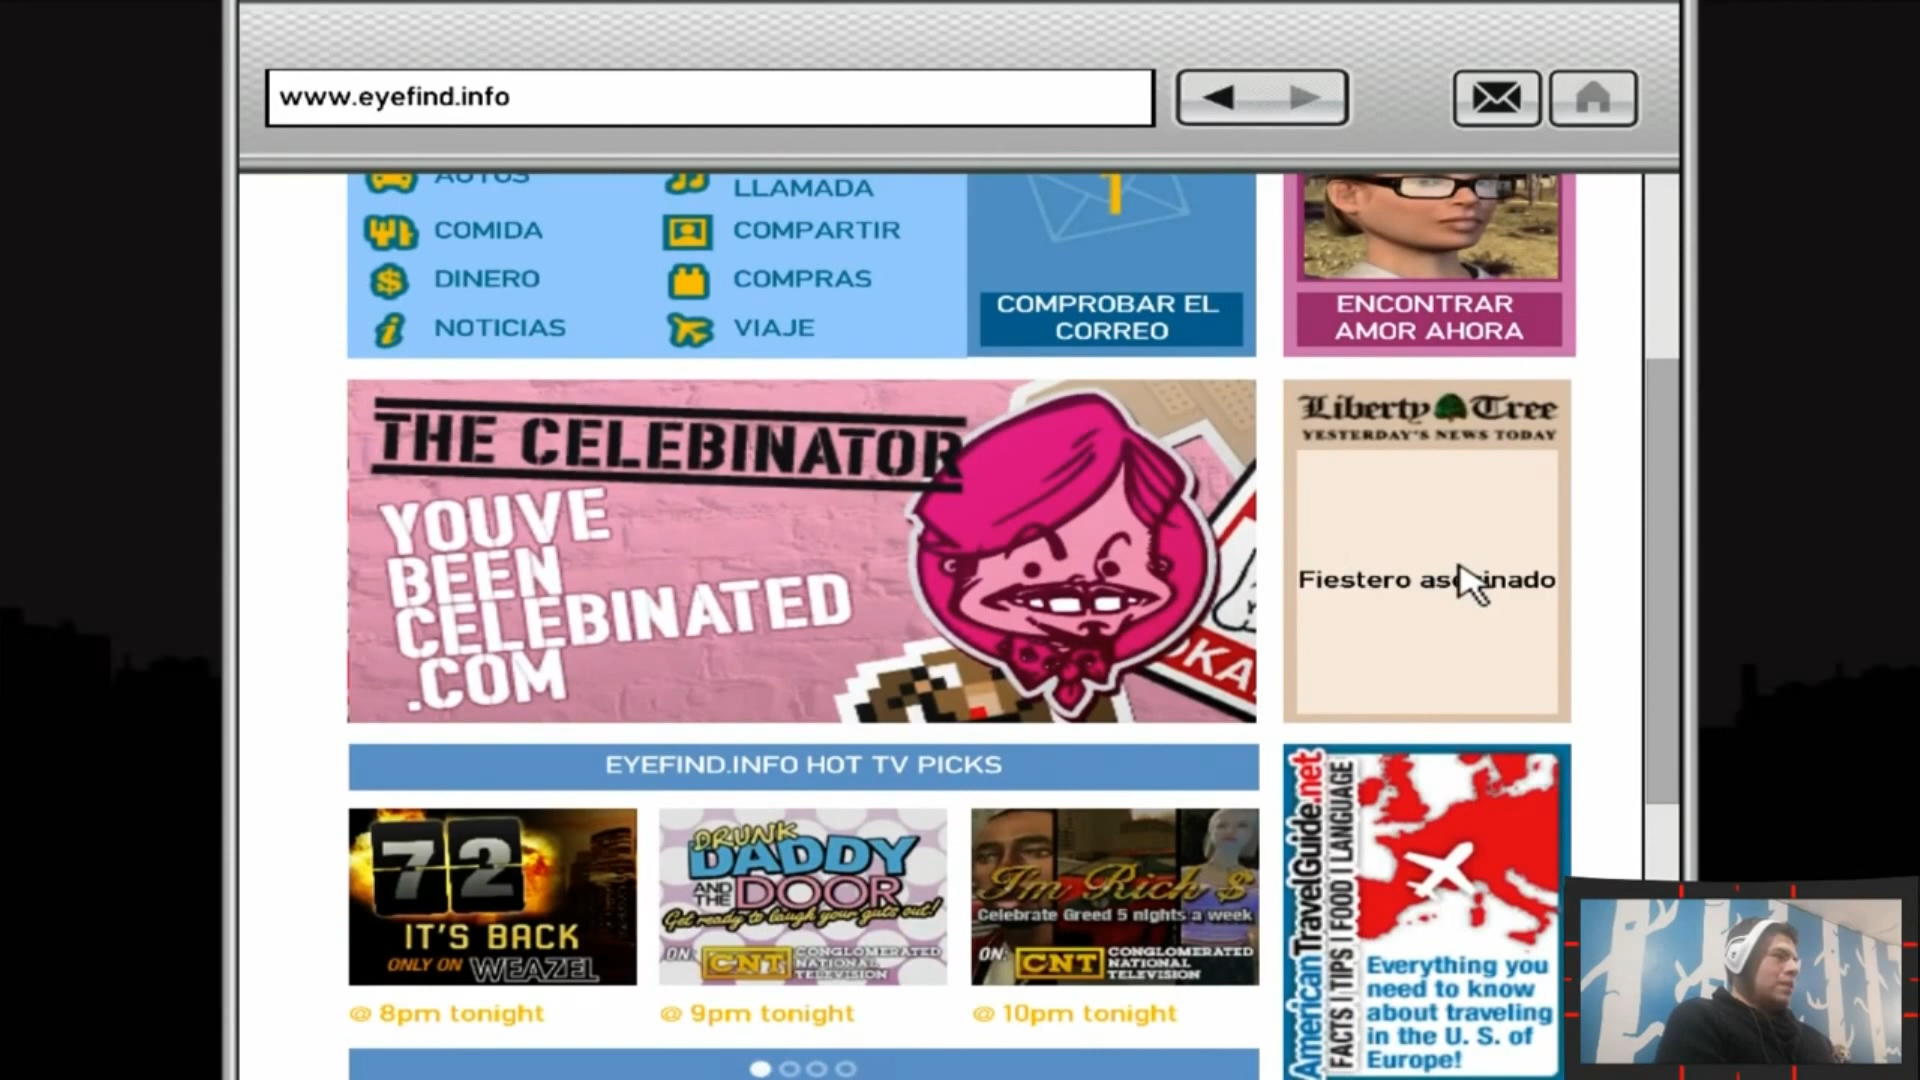 www.eyefind.info
AUTOS
LLAMADA
COMIDA
COMPARTIR
DINERO
COMPRAS
NOTICIAS
VIAJE
1
COMPROBAR EL
CORREO
ENCONTRAR
AMOR AHORA
THE CELEBINATOR
YOUVE
BEEN
CELEBINATED
.COM
OKA
Liberty Tree
YESTERDAY'S NEWS TODAY
Fiestero
EYEFIND.INFO HOT TV PICKS
72
IT'S BACK
ONLY ON WEAZEL
@ 8pm tonight
DRUNK
DADDY
AND THE DOOR
Get ready to laugh your guts out!
ON: CNT CONGLOMERATED
NATIONAL
TELEVISION
@ 9pm tonight
I'm Rich $
Celebrate Greed 5 nights a week
ON: CNT CONGLOMERATED
NATIONAL
TELEVISION
@ 10pm tonight
AmericanTravelGuide.net
FACTS | TIPS | FOOD | LANGUAGE
Everything you
need to know
about traveling
in the U. S. of
Europe!